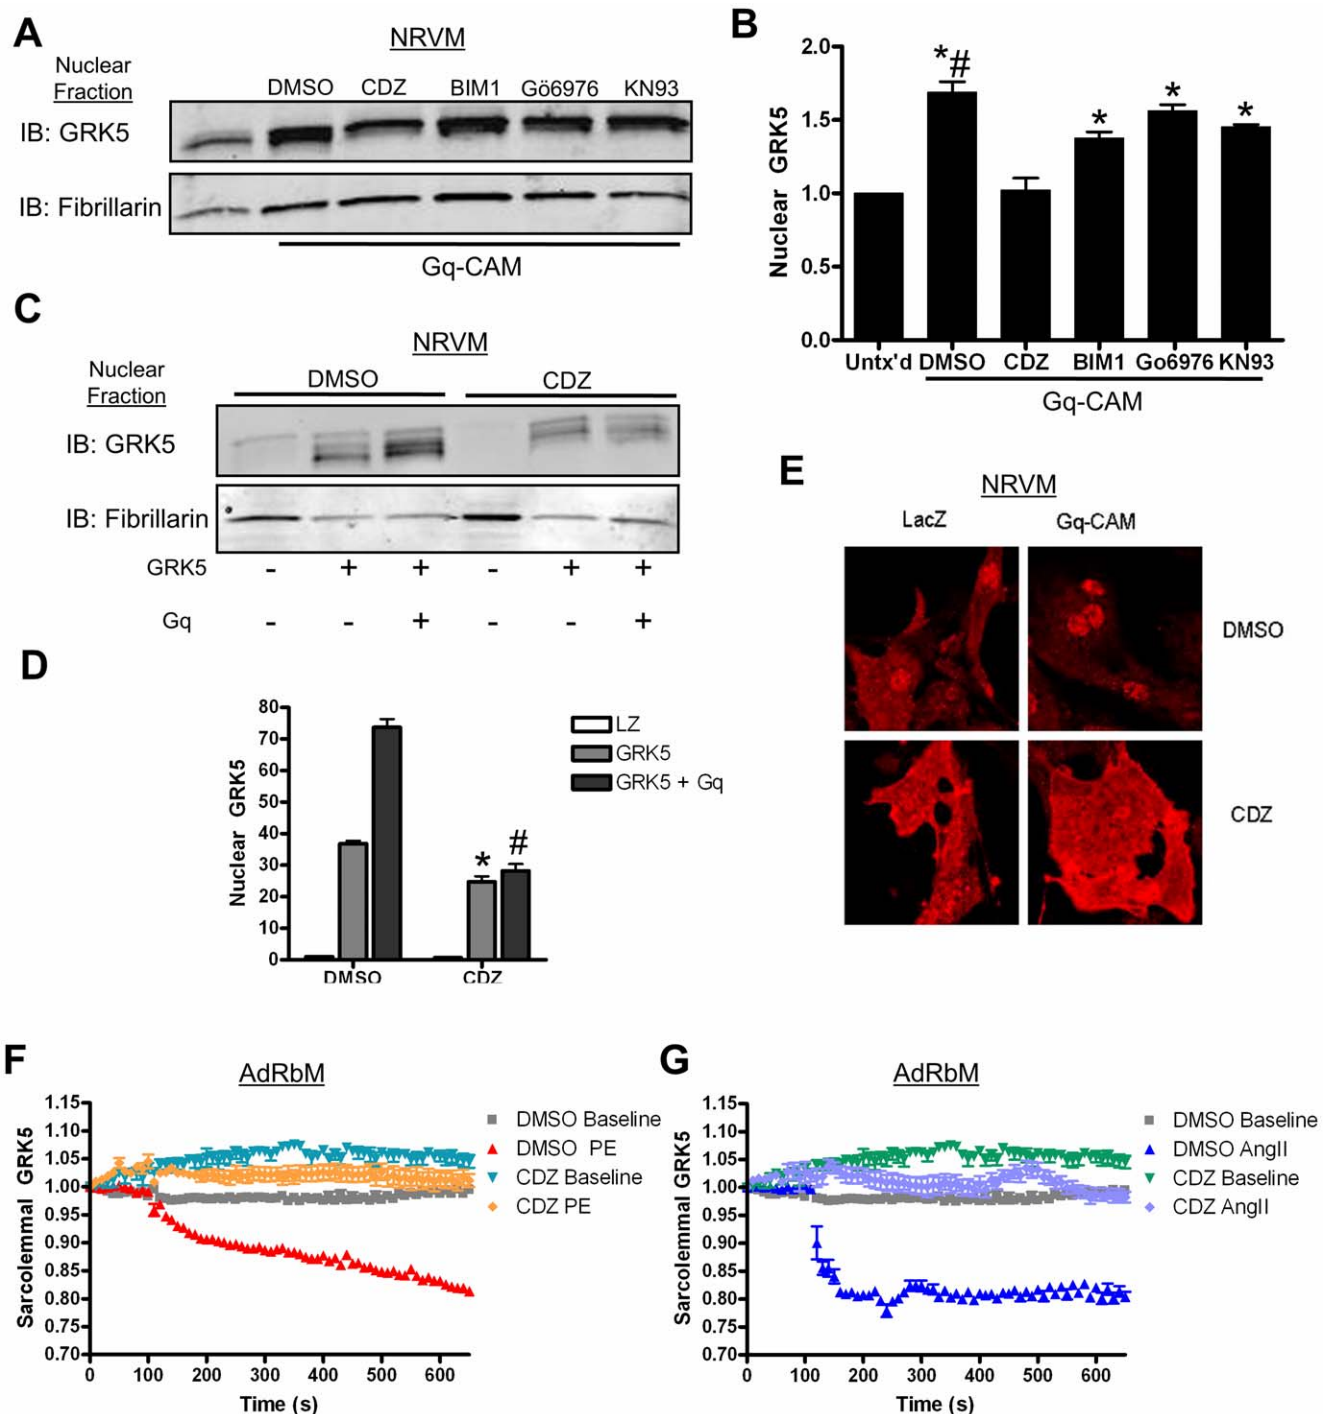 A
NRVM
Nuclear
Fraction
DMSO CDZ BIM1 Gö6976 KN93
IB: GRK5
IB: Fibrillarin
Gq-CAM
B
2.0
1.5
1.0
0.5
0.0
Nuclear GRK5
*#
*
*
*
Untx'd DMSO CDZ BIM1 Go6976 KN93
Gq-CAM
C
NRVM
Nuclear
Fraction
DMSO CDZ
IB: GRK5
IB: Fibrillarin
GRK5 - + + - + +
Gq - - + - - +
D
80
70
60
50
40
30
20
10
0
Nuclear GRK5
* #
DMSO CDZ
LZ
GRK5
GRK5 + Gq
E
NRVM
LacZ Gq-CAM
DMSO
CDZ
F
AdRbM
1.15
1.10
1.05
1.00
0.95
0.90
0.85
0.80
0.75
0.70
Sarcolemmal GRK5
0 100 200 300 400 500 600
Time (s)
DMSO Baseline
DMSO PE
CDZ Baseline
CDZ PE
G
AdRbM
1.15
1.10
1.05
1.00
0.95
0.90
0.85
0.80
0.75
0.70
Sarcolemmal GRK5
0 100 200 300 400 500 600
Time (s)
DMSO Baseline
DMSO AngII
CDZ Baseline
CDZ AngII